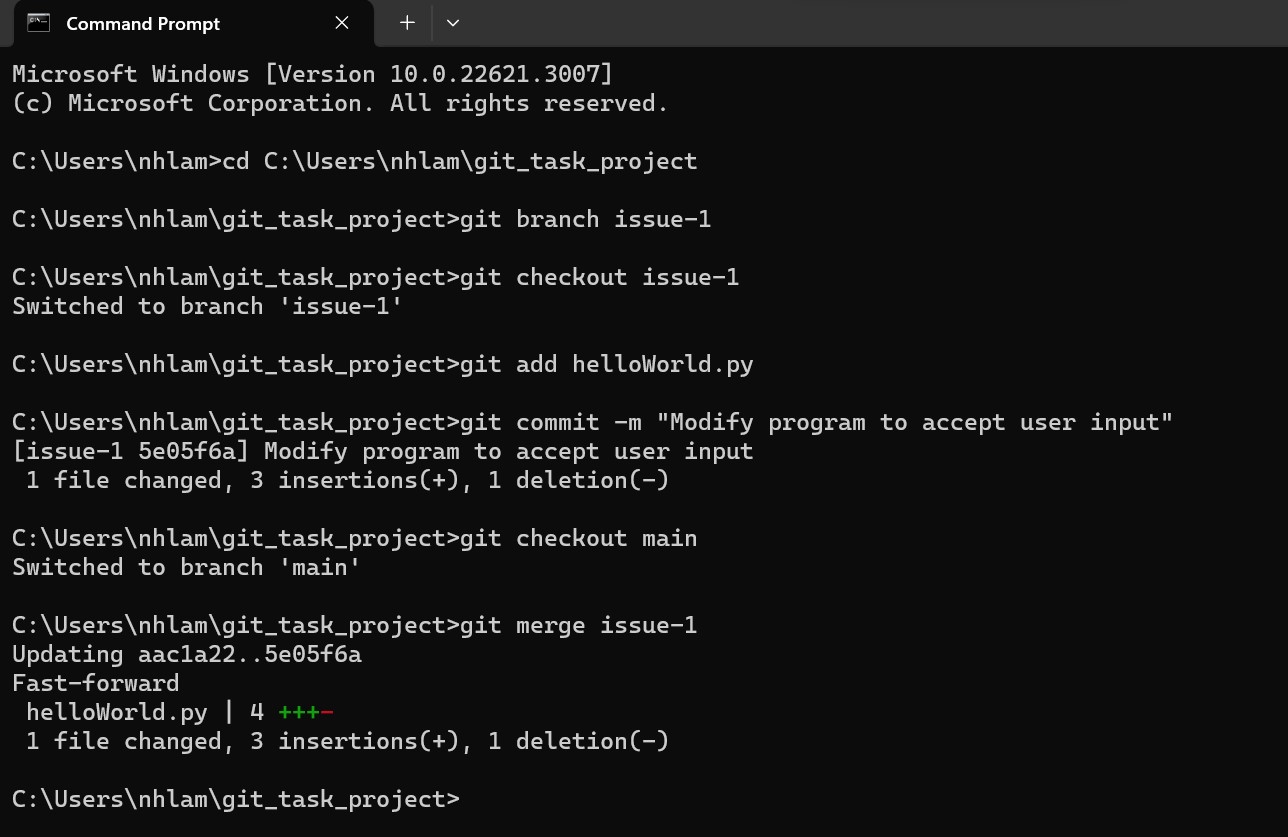 Command Prompt
Microsoft Windows [Version 10.0.22621.3007]
(c) Microsoft Corporation. All rights reserved.
C:\Users\nhlam>cd C:\Users\nhlam\git_task_project
C:\Users\nhlam\git_task_project>git branch issue-1
C:\Users\nhlam\git_task_project>git checkout issue-1
Switched to branch 'issue-1'
C:\Users\nhlam\git_task_project>git add helloWorld.py
C:\Users\nhlam\git_task_project>git commit -m "Modify program to accept user input"
[issue-1 5e05f6a] Modify program to accept user input
 1 file changed, 3 insertions(+), 1 deletion(-)
C:\Users\nhlam\git_task_project>git checkout main
Switched to branch 'main'
C:\Users\nhlam\git_task_project>git merge issue-1
Updating aac1a22..5e05f6a
Fast-forward
 helloWorld.py | 4 +++-
 1 file changed, 3 insertions(+), 1 deletion(-)
C:\Users\nhlam\git_task_project>